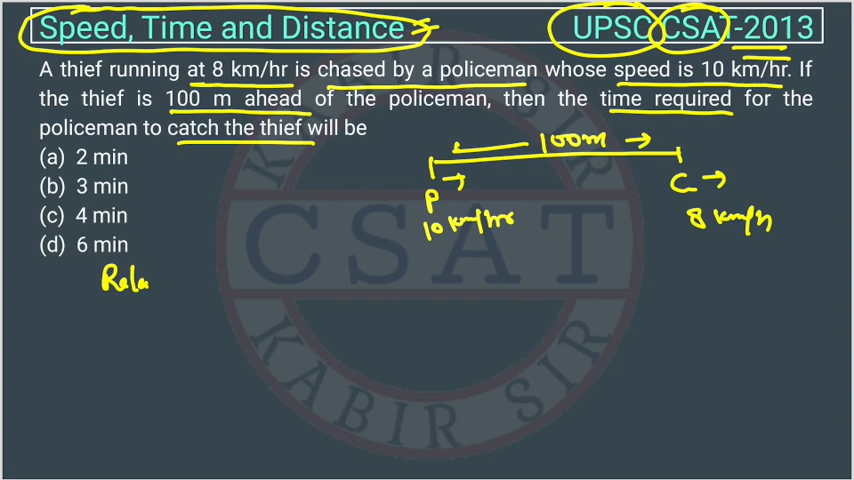 Speed, Time and Distance
UPSC CSAT-2013
A thief running at 8 km/hr is chased by a policeman whose speed is 10 km/hr. If
the thief is 100 m ahead of the policeman, then the time required for the
policeman to catch the thief will be
(a) 2 min
(b) 3 min
(c) 4 min
(d) 6 min
100m
P
C
10 km/hr
8 km/h
Rela
KABIR SIR
CSAT
KABIR SIR